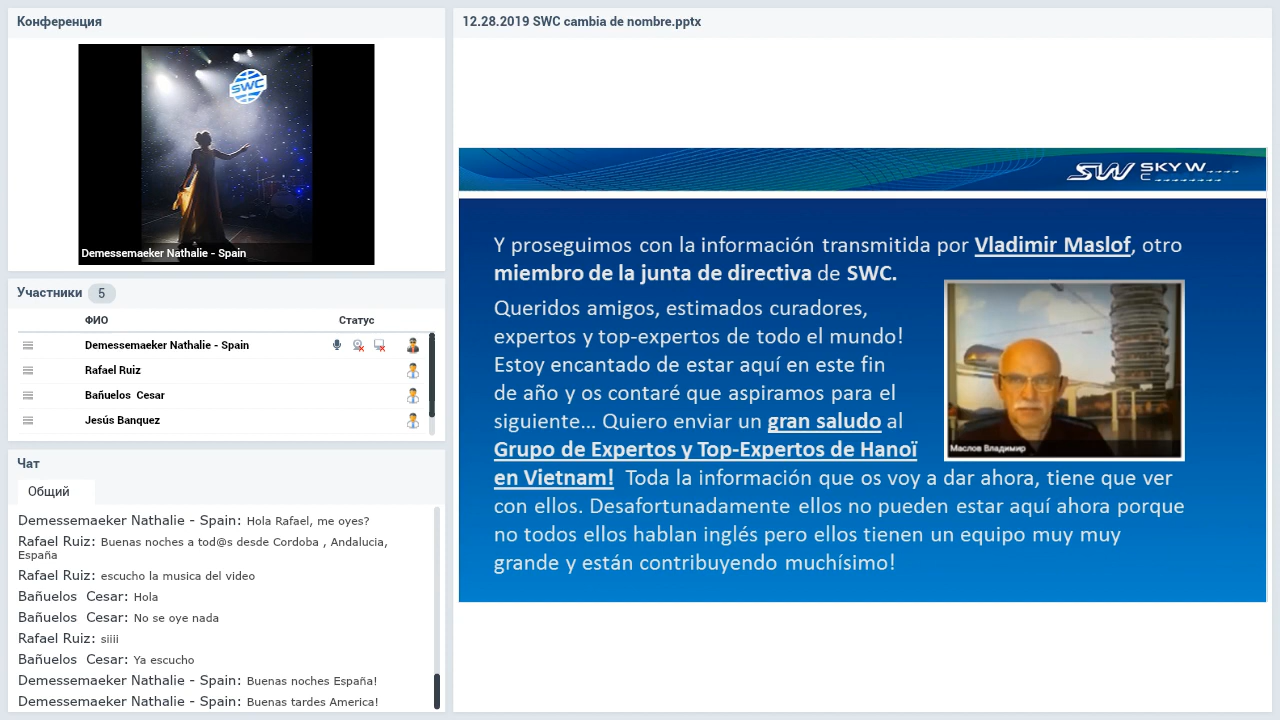 Конференция
SWC
Demessemaeker Nathalie - Spain
Участники 5
ФИО Статус
Demessemaeker Nathalie - Spain
Rafael Ruiz
Bañuelos Cesar
Jesús Banquez
Чат
Общий
Demessemaeker Nathalie - Spain: Hola Rafael, me oyes?
Rafael Ruiz: Buenas noches a tod@s desde Cordoba , Andalucia,
España
Rafael Ruiz: escucho la musica del video
Bañuelos Cesar: Hola
Bañuelos Cesar: No se oye nada
Rafael Ruiz: siiii
Bañuelos Cesar: Ya escucho
Demessemaeker Nathalie - Spain: Buenas noches España!
Demessemaeker Nathalie - Spain: Buenas tardes America!
12.28.2019 SWC cambia de nombre.pptx
SW SKY W
C
Y proseguimos con la información transmitida por Vladimir Maslof, otro
miembro de la junta de directiva de SWC.
Queridos amigos, estimados curadores,
expertos y top-expertos de todo el mundo!
Estoy encantado de estar aquí en este fin
de año y os contaré que aspiramos para el
siguiente... Quiero enviar un gran saludo al
Grupo de Expertos y Top-Expertos de Hanoï
en Vietnam! Toda la información que os voy a dar ahora, tiene que ver
con ellos. Desafortunadamente ellos no pueden estar aquí ahora porque
no todos ellos hablan inglés pero ellos tienen un equipo muy muy
grande y están contribuyendo muchísimo!
Маслов Владимир